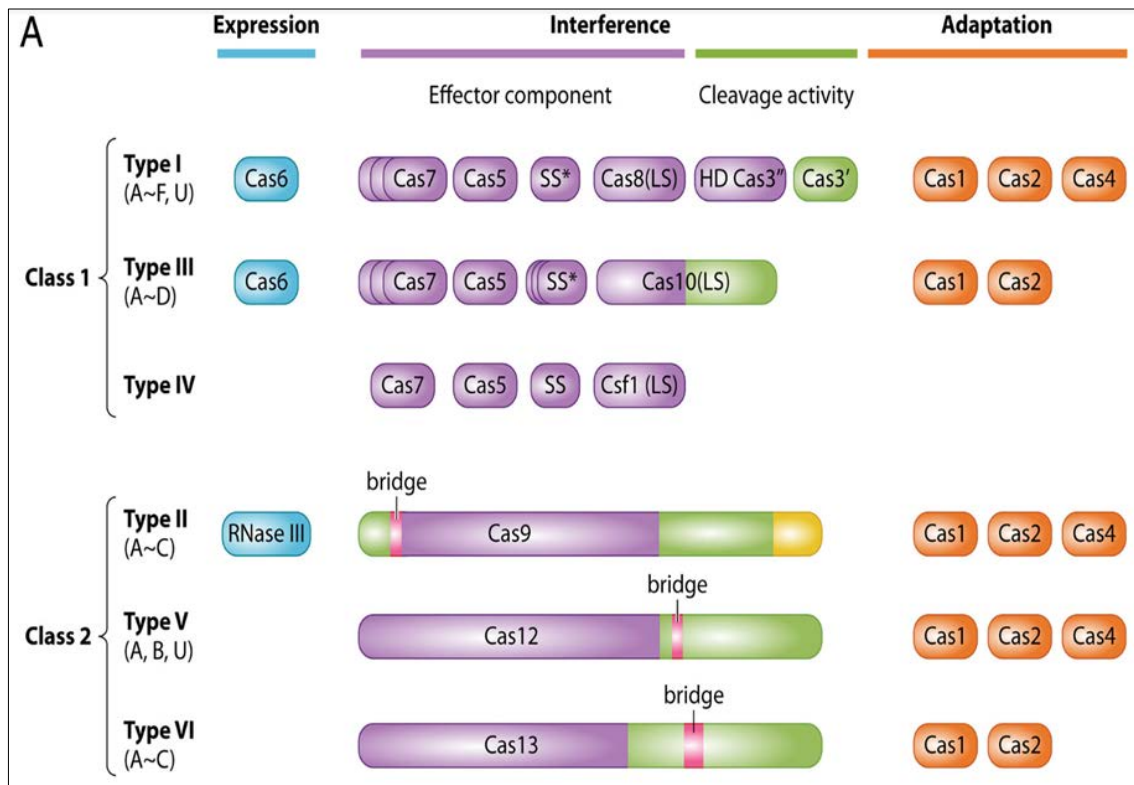 A
Expression Interference Adaptation
Effector component Cleavage activity
Type I
(A~F, U)
Cas6 Cas7 Cas5 SS* Cas8(LS) HD Cas3″ Cas3′ Cas1 Cas2 Cas4
Class 1
Type III
(A~D)
Cas6 Cas7 Cas5 SS* Cas10(LS) Cas1 Cas2
Type IV
Cas7 Cas5 SS Csf1 (LS)
bridge
Type II
(A~C)
RNase III Cas9 Cas1 Cas2 Cas4
bridge
Class 2
Type V
(A, B, U)
Cas12 Cas1 Cas2 Cas4
bridge
Type VI
(A~C)
Cas13 Cas1 Cas2